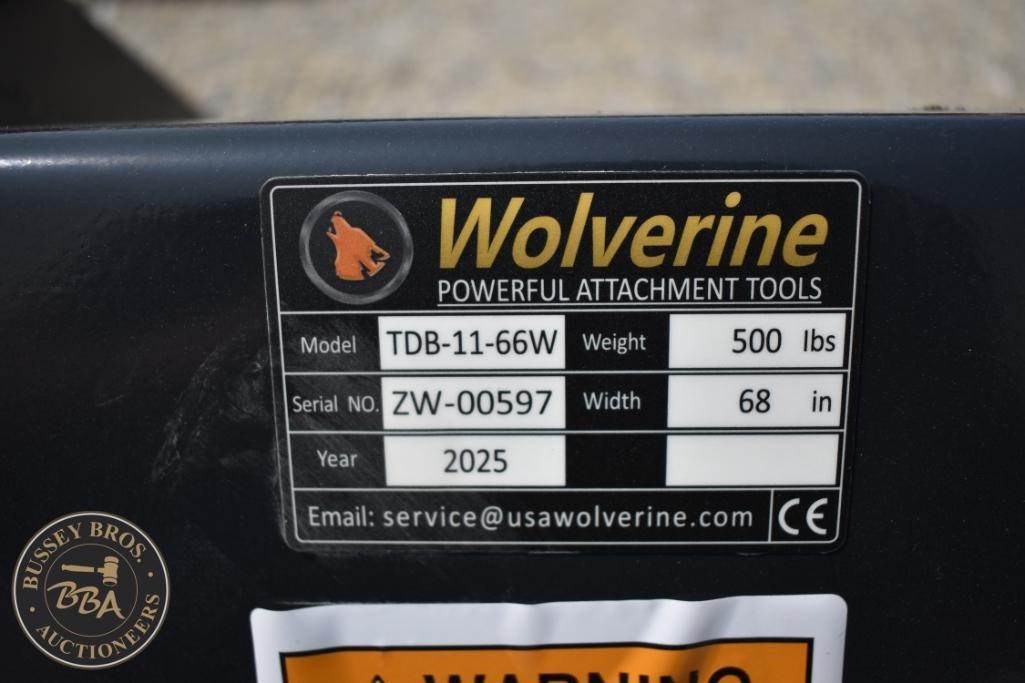 Wolverine
POWERFUL ATTACHMENT TOOLS
Model TDB-11-66W Weight 500 lbs
Serial NO. ZW-00597 Width 68 in
Year 2025
Email: service@usawolverine.com CE
BUSSEY BROS.
BBA
AUCTIONEERS
WARNING